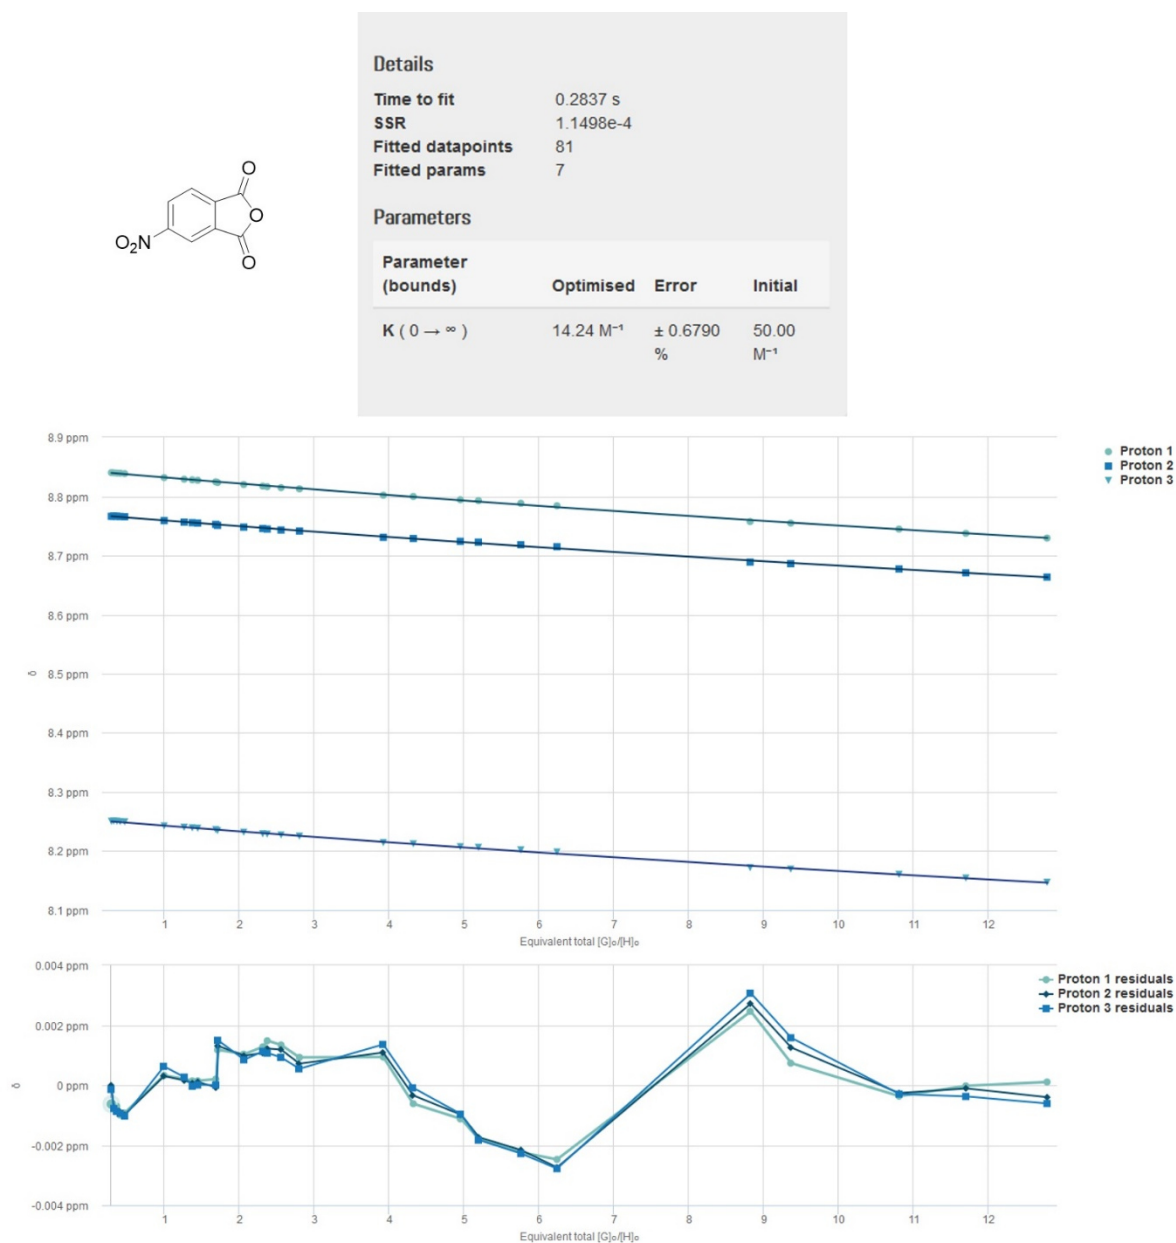 Details
Time to fit 0.2837 s
SSR 1.1498e-4
Fitted datapoints 81
Fitted params 7
Parameters
Parameter (bounds) Optimised Error Initial
K ( 0 → ∞ ) 14.24 M⁻¹ ± 0.6790 % 50.00 M⁻¹
O
O
O
O₂N
8.9 ppm
8.8 ppm
8.7 ppm
8.6 ppm
8.5 ppm
8.4 ppm
8.3 ppm
8.2 ppm
8.1 ppm
δ
1 2 3 4 5 6 7 8 9 10 11 12
Equivalent total [G]₀/[H]₀
Proton 1
Proton 2
Proton 3
0.004 ppm
0.002 ppm
0 ppm
-0.002 ppm
-0.004 ppm
δ
1 2 3 4 5 6 7 8 9 10 11 12
Equivalent total [G]₀/[H]₀
Proton 1 residuals
Proton 2 residuals
Proton 3 residuals